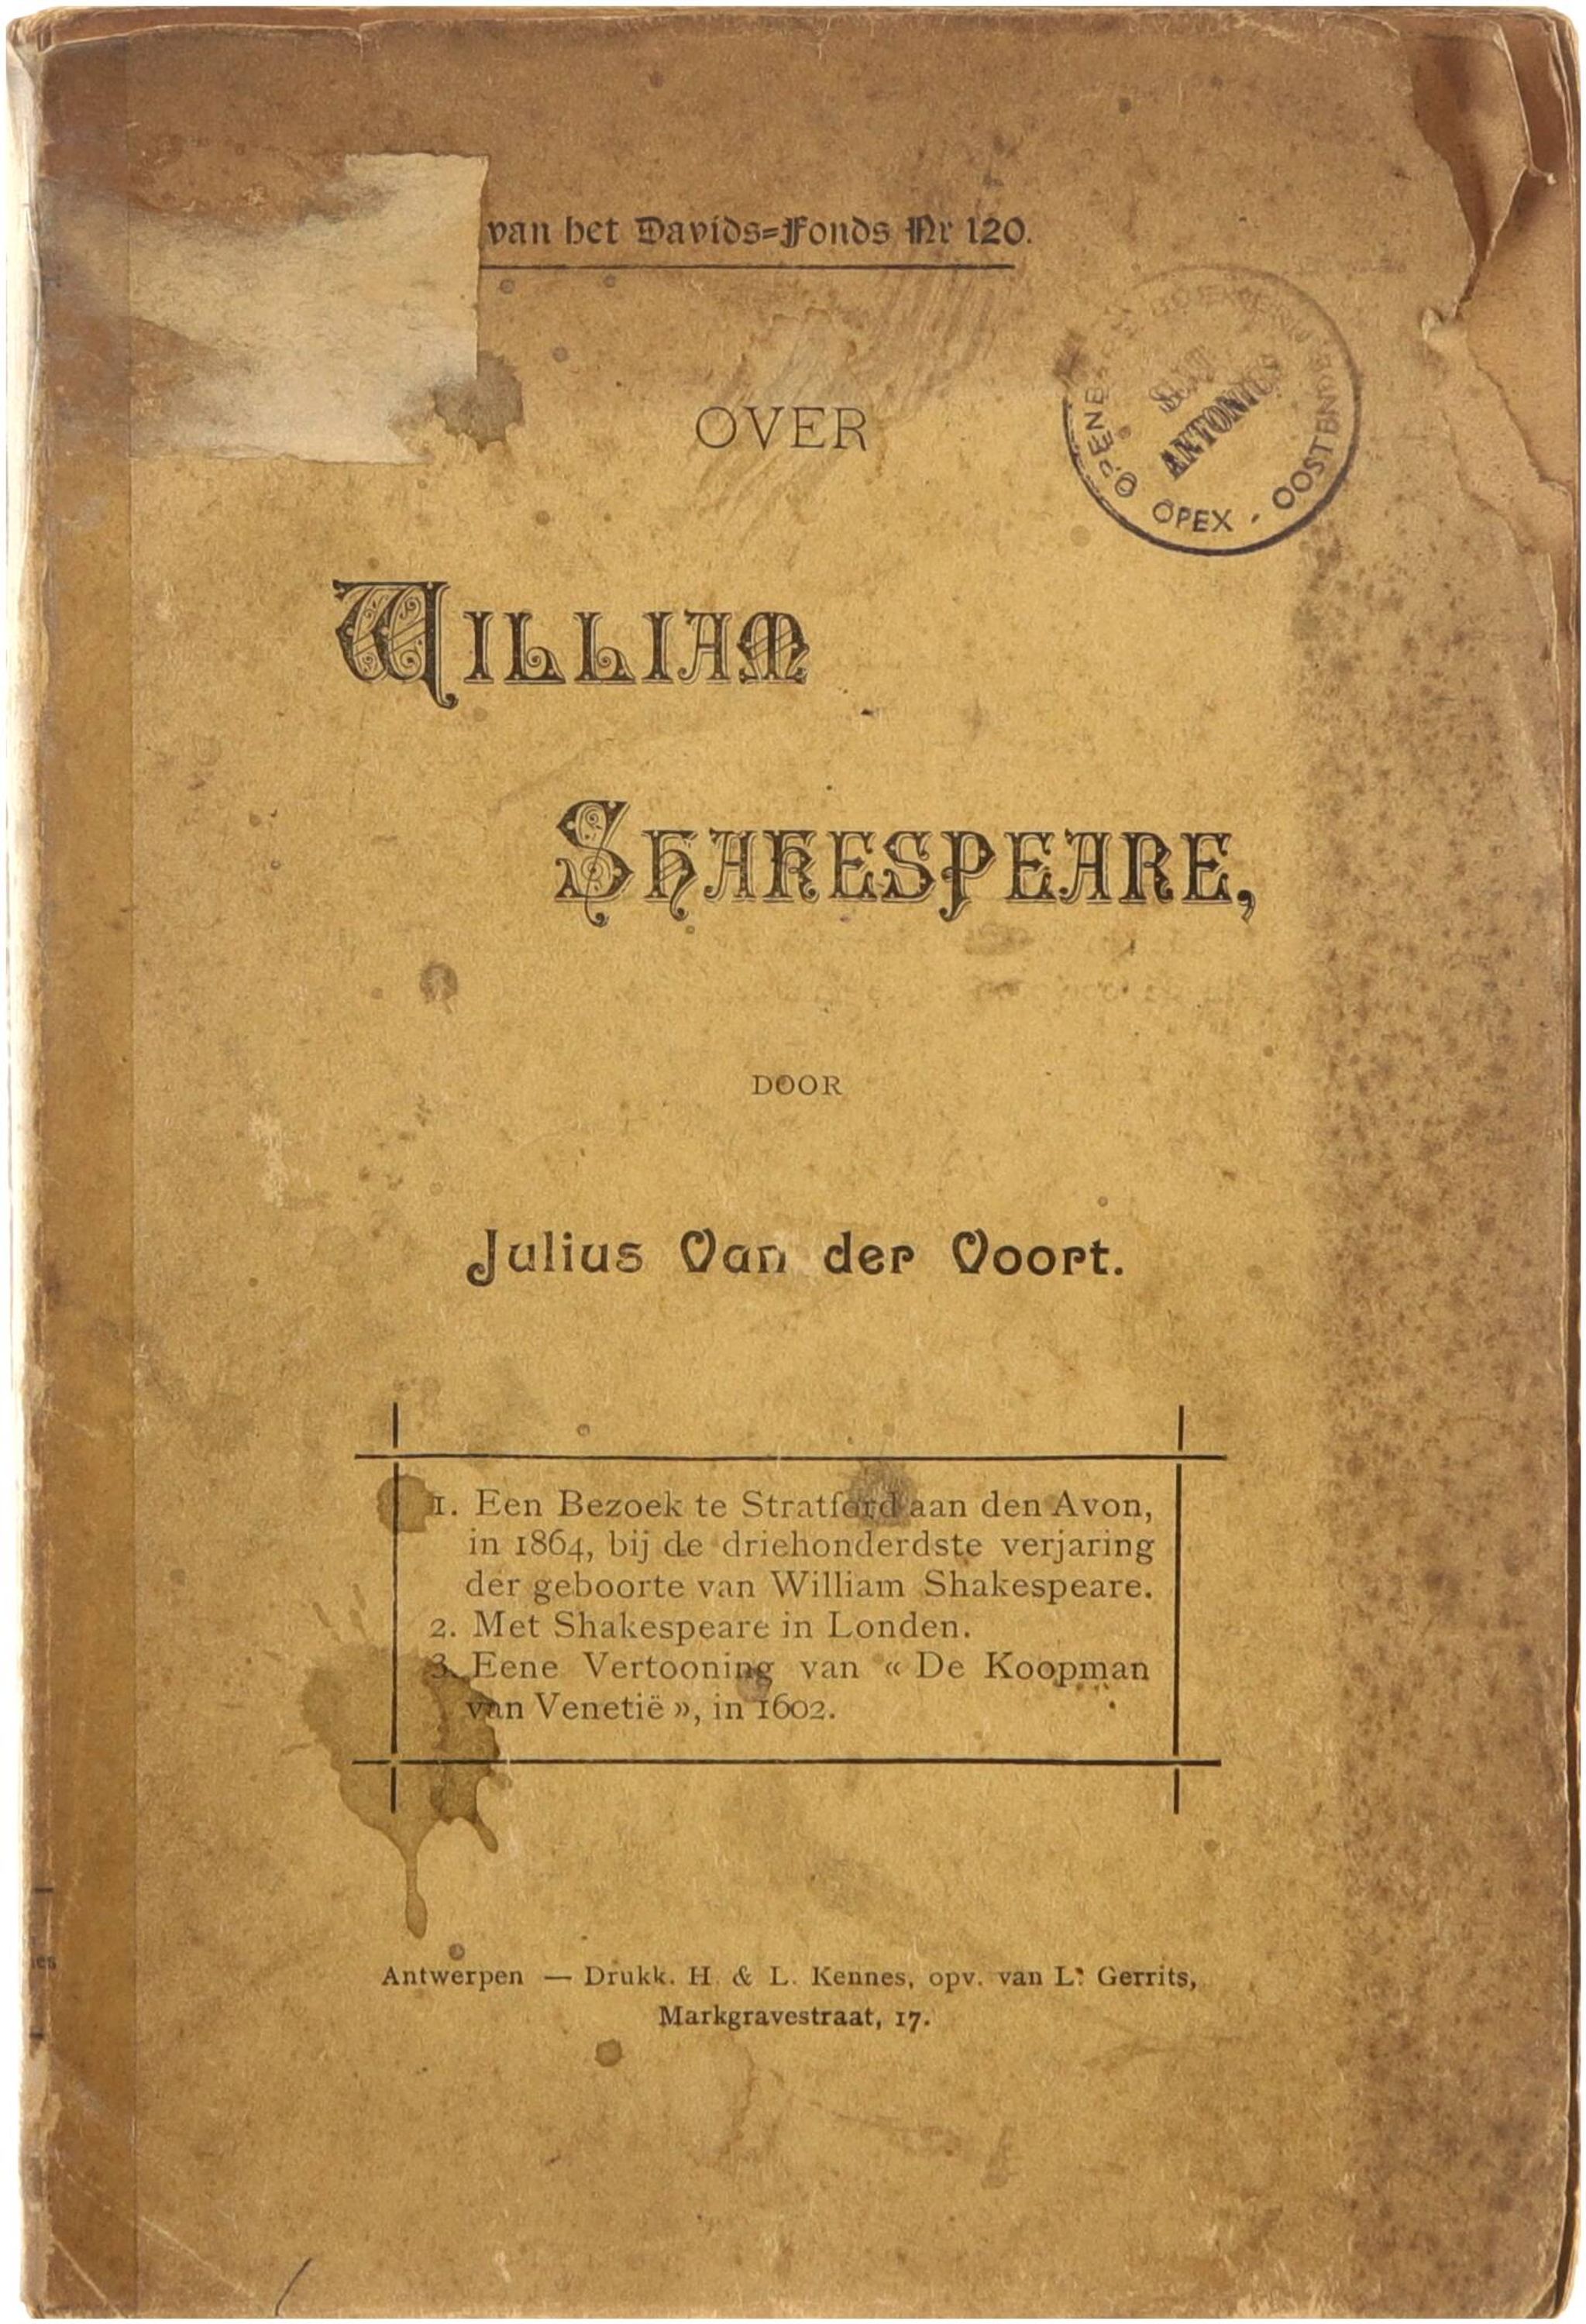 van het Davids-Fonds Nr 120.
OPENB
SINT
ANTONIUS
OPEX - OOSTENDE
OVER
WILLIAM
SHAKESPEARE,
DOOR
Julius Van der Voort.
1. Een Bezoek te Stratford aan den Avon,
in 1864, bij de driehonderdste verjaring
der geboorte van William Shakespeare.
2. Met Shakespeare in Londen.
3. Eene Vertooning van « De Koopman
van Venetië », in 1602.
Antwerpen — Drukk. H. & L. Kennes, opv. van L. Gerrits,
Markgravestraat, 17.